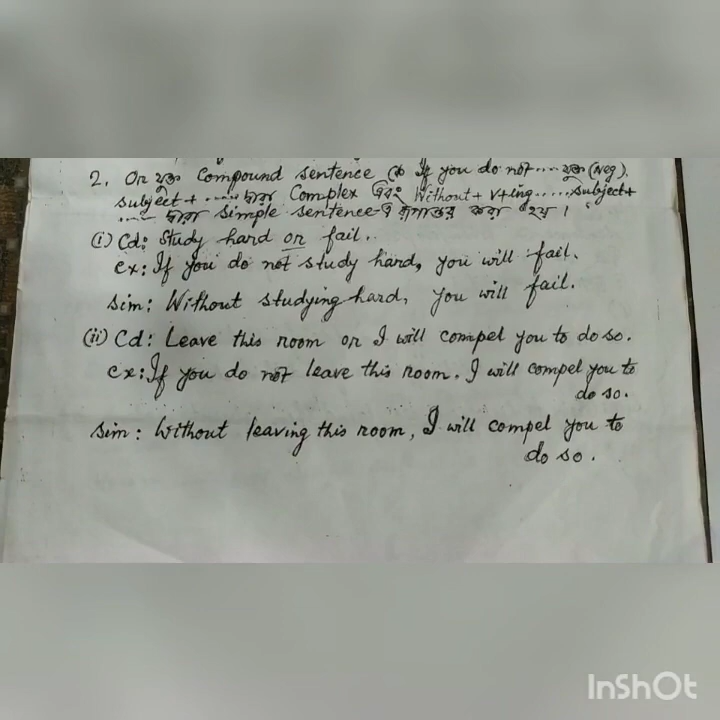 2. Or যুক্ত Compound sentence কে If you do not.... যুক্ত (Neg).
subject + ..... দ্বারা Complex এবং Without + v+ing.....subject+
..... দ্বারা simple sentence-এ রূপান্তর করা হয়।
(i) Cd: Study hard or fail.
cx: If you do not study hard, you will fail.
sim: Without studying hard, you will fail.
(ii) Cd: Leave this room or I will compel you to do so.
cx: If you do not leave this room. I will compel you to
do so.
sim: Without leaving this room, I will compel you to
do so.
InShOt